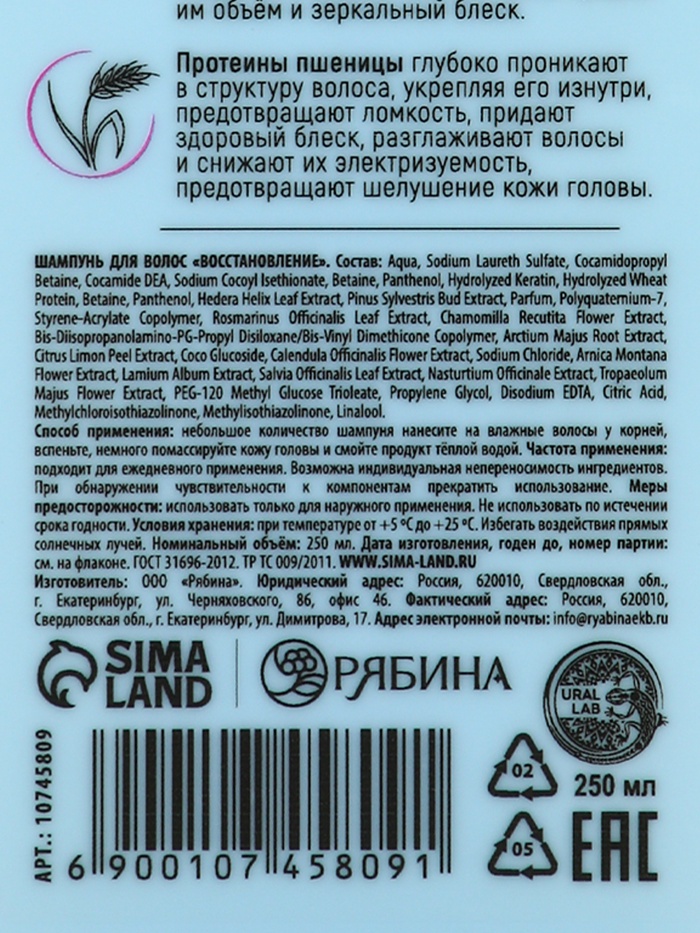 им объём и зеркальный блеск.
Протеины пшеницы глубоко проникают
в структуру волоса, укрепляя его изнутри,
предотвращают ломкость, придают
здоровый блеск, разглаживают волосы
и снижают их электризуемость,
предотвращают шелушение кожи головы.
ШАМПУНЬ ДЛЯ ВОЛОС «ВОССТАНОВЛЕНИЕ». Состав: Aqua, Sodium Laureth Sulfate, Cocamidopropyl
Betaine, Cocamide DEA, Sodium Cocoyl Isethionate, Betaine, Panthenol, Hydrolyzed Keratin, Hydrolyzed Wheat
Protein, Betaine, Panthenol, Hedera Helix Leaf Extract, Pinus Sylvestris Bud Extract, Parfum, Polyquaternium-7,
Styrene-Acrylate Copolymer, Rosmarinus Officinalis Leaf Extract, Chamomilla Recutita Flower Extract,
Bis-Diisopropanolamino-PG-Propyl Disiloxane/Bis-Vinyl Dimethicone Copolymer, Arctium Majus Root Extract,
Citrus Limon Peel Extract, Coco Glucoside, Calendula Officinalis Flower Extract, Sodium Chloride, Arnica Montana
Flower Extract, Lamium Album Extract, Salvia Officinalis Leaf Extract, Nasturtium Officinale Extract, Tropaeolum
Majus Flower Extract, PEG-120 Methyl Glucose Trioleate, Propylene Glycol, Disodium EDTA, Citric Acid,
Methylchloroisothiazolinone, Methylisothiazolinone, Linalool.
Способ применения: небольшое количество шампуня нанесите на влажные волосы у корней,
вспеньте, немного помассируйте кожу головы и смойте продукт тёплой водой. Частота применения:
подходит для ежедневного применения. Возможна индивидуальная непереносимость ингредиентов.
При обнаружении чувствительности к компонентам прекратить использование. Меры
предосторожности: использовать только для наружного применения. Не использовать по истечении
срока годности. Условия хранения: при температуре от +5 ºC до +25 ºC. Избегать воздействия прямых
солнечных лучей. Номинальный объём: 250 мл. Дата изготовления, годен до, номер партии:
см. на флаконе. ГОСТ 31696-2012. ТР ТС 009/2011. WWW.SIMA-LAND.RU
Изготовитель: ООО «Рябина». Юридический адрес: Россия, 620010, Свердловская обл.,
г. Екатеринбург, ул. Черняховского, 86, офис 46. Фактический адрес: Россия, 620010,
Свердловская обл., г. Екатеринбург, ул. Димитрова, 17. Адрес электронной почты: info@ryabinaekb.ru
SIMA
LAND
РЯБИНА
URAL
LAB
АРТ.: 10745809
02
250 мл
05
EAC
6 900107 458091